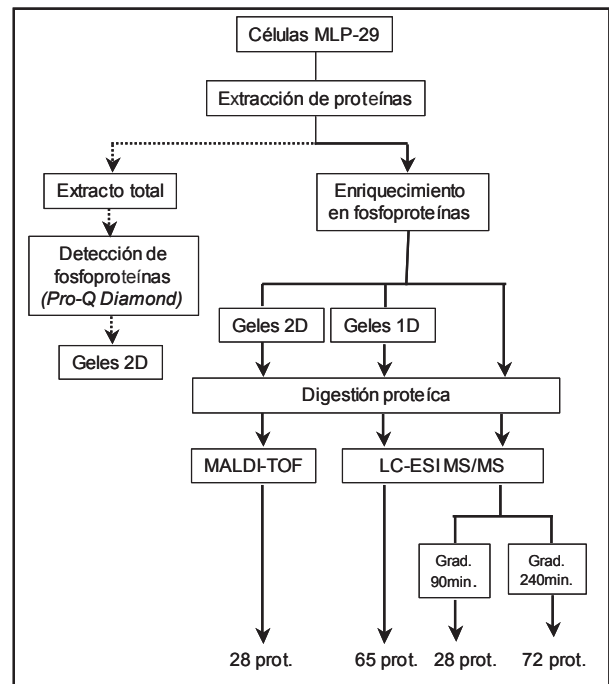 Células MLP-29
Extracción de proteínas
Extracto total
Enriquecimiento
en fosfoproteínas
Detección de
fosfoproteínas
(Pro-Q Diamond)
Geles 2D
Geles 2D
Geles 1D
Digestión proteíca
MALDI-TOF
LC-ESI MS/MS
Grad.
90min.
Grad.
240min.
28 prot.
65 prot.
28 prot.
72 prot.